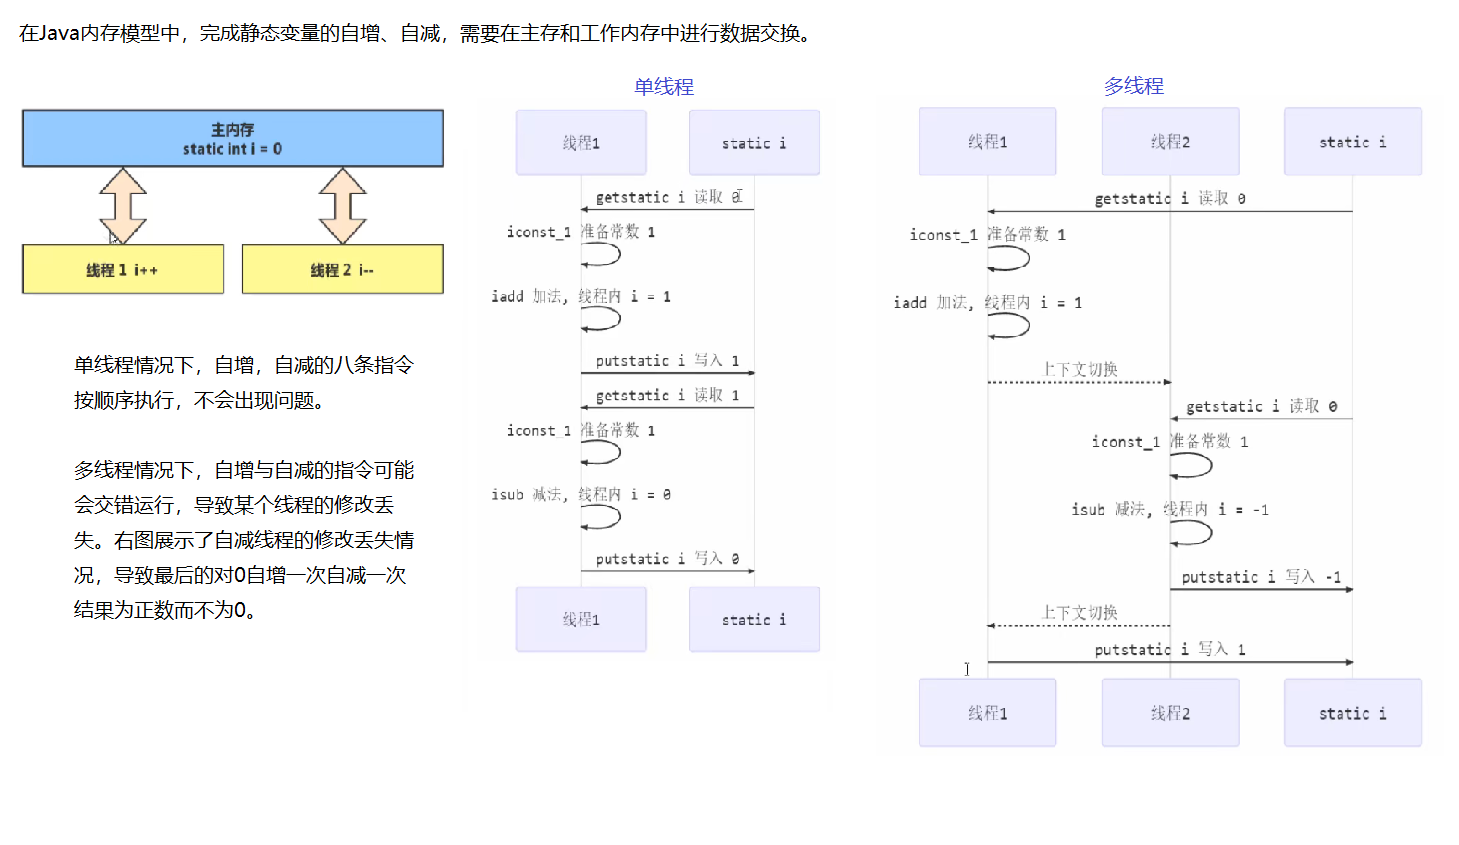 在Java内存模型中，完成静态变量的自增、自减，需要在主存和工作内存中进行数据交换。
主内存
static int i = 0
线程 1 i++
线程 2 i--
单线程情况下，自增，自减的八条指令
按顺序执行，不会出现问题。
多线程情况下，自增与自减的指令可能
会交错运行，导致某个线程的修改丢
失。右图展示了自减线程的修改丢失情
况，导致最后的对0自增一次自减一次
结果为正数而不为0。
单线程
线程1
static i
getstatic i 读取 0
iconst_1 准备常数 1
iadd 加法, 线程内 i = 1
putstatic i 写入 1
getstatic i 读取 1
iconst_1 准备常数 1
isub 减法, 线程内 i = 0
putstatic i 写入 0
线程1
static i
多线程
线程1
线程2
static i
getstatic i 读取 0
iconst_1 准备常数 1
iadd 加法, 线程内 i = 1
上下文切换
getstatic i 读取 0
iconst_1 准备常数 1
isub 减法, 线程内 i = -1
putstatic i 写入 -1
上下文切换
putstatic i 写入 1
线程1
线程2
static i